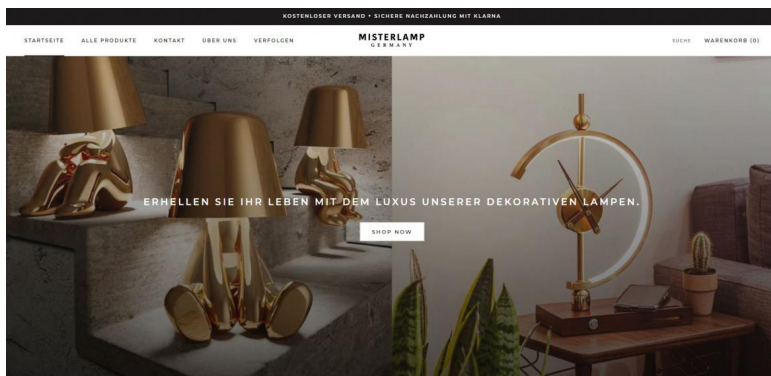 KOSTENLOSER VERSAND + SICHERE NACHZAHLUNG MIT KLARNA
STARTSEITE ALLE PRODUKTE KONTAKT ÜBER UNS VERFOLGEN
MISTERLAMP
GERMANY
SUCHE WARENKORB (0)
ERHELLEN SIE IHR LEBEN MIT DEM LUXUS UNSERER DEKORATIVEN LAMPEN.
SHOP NOW